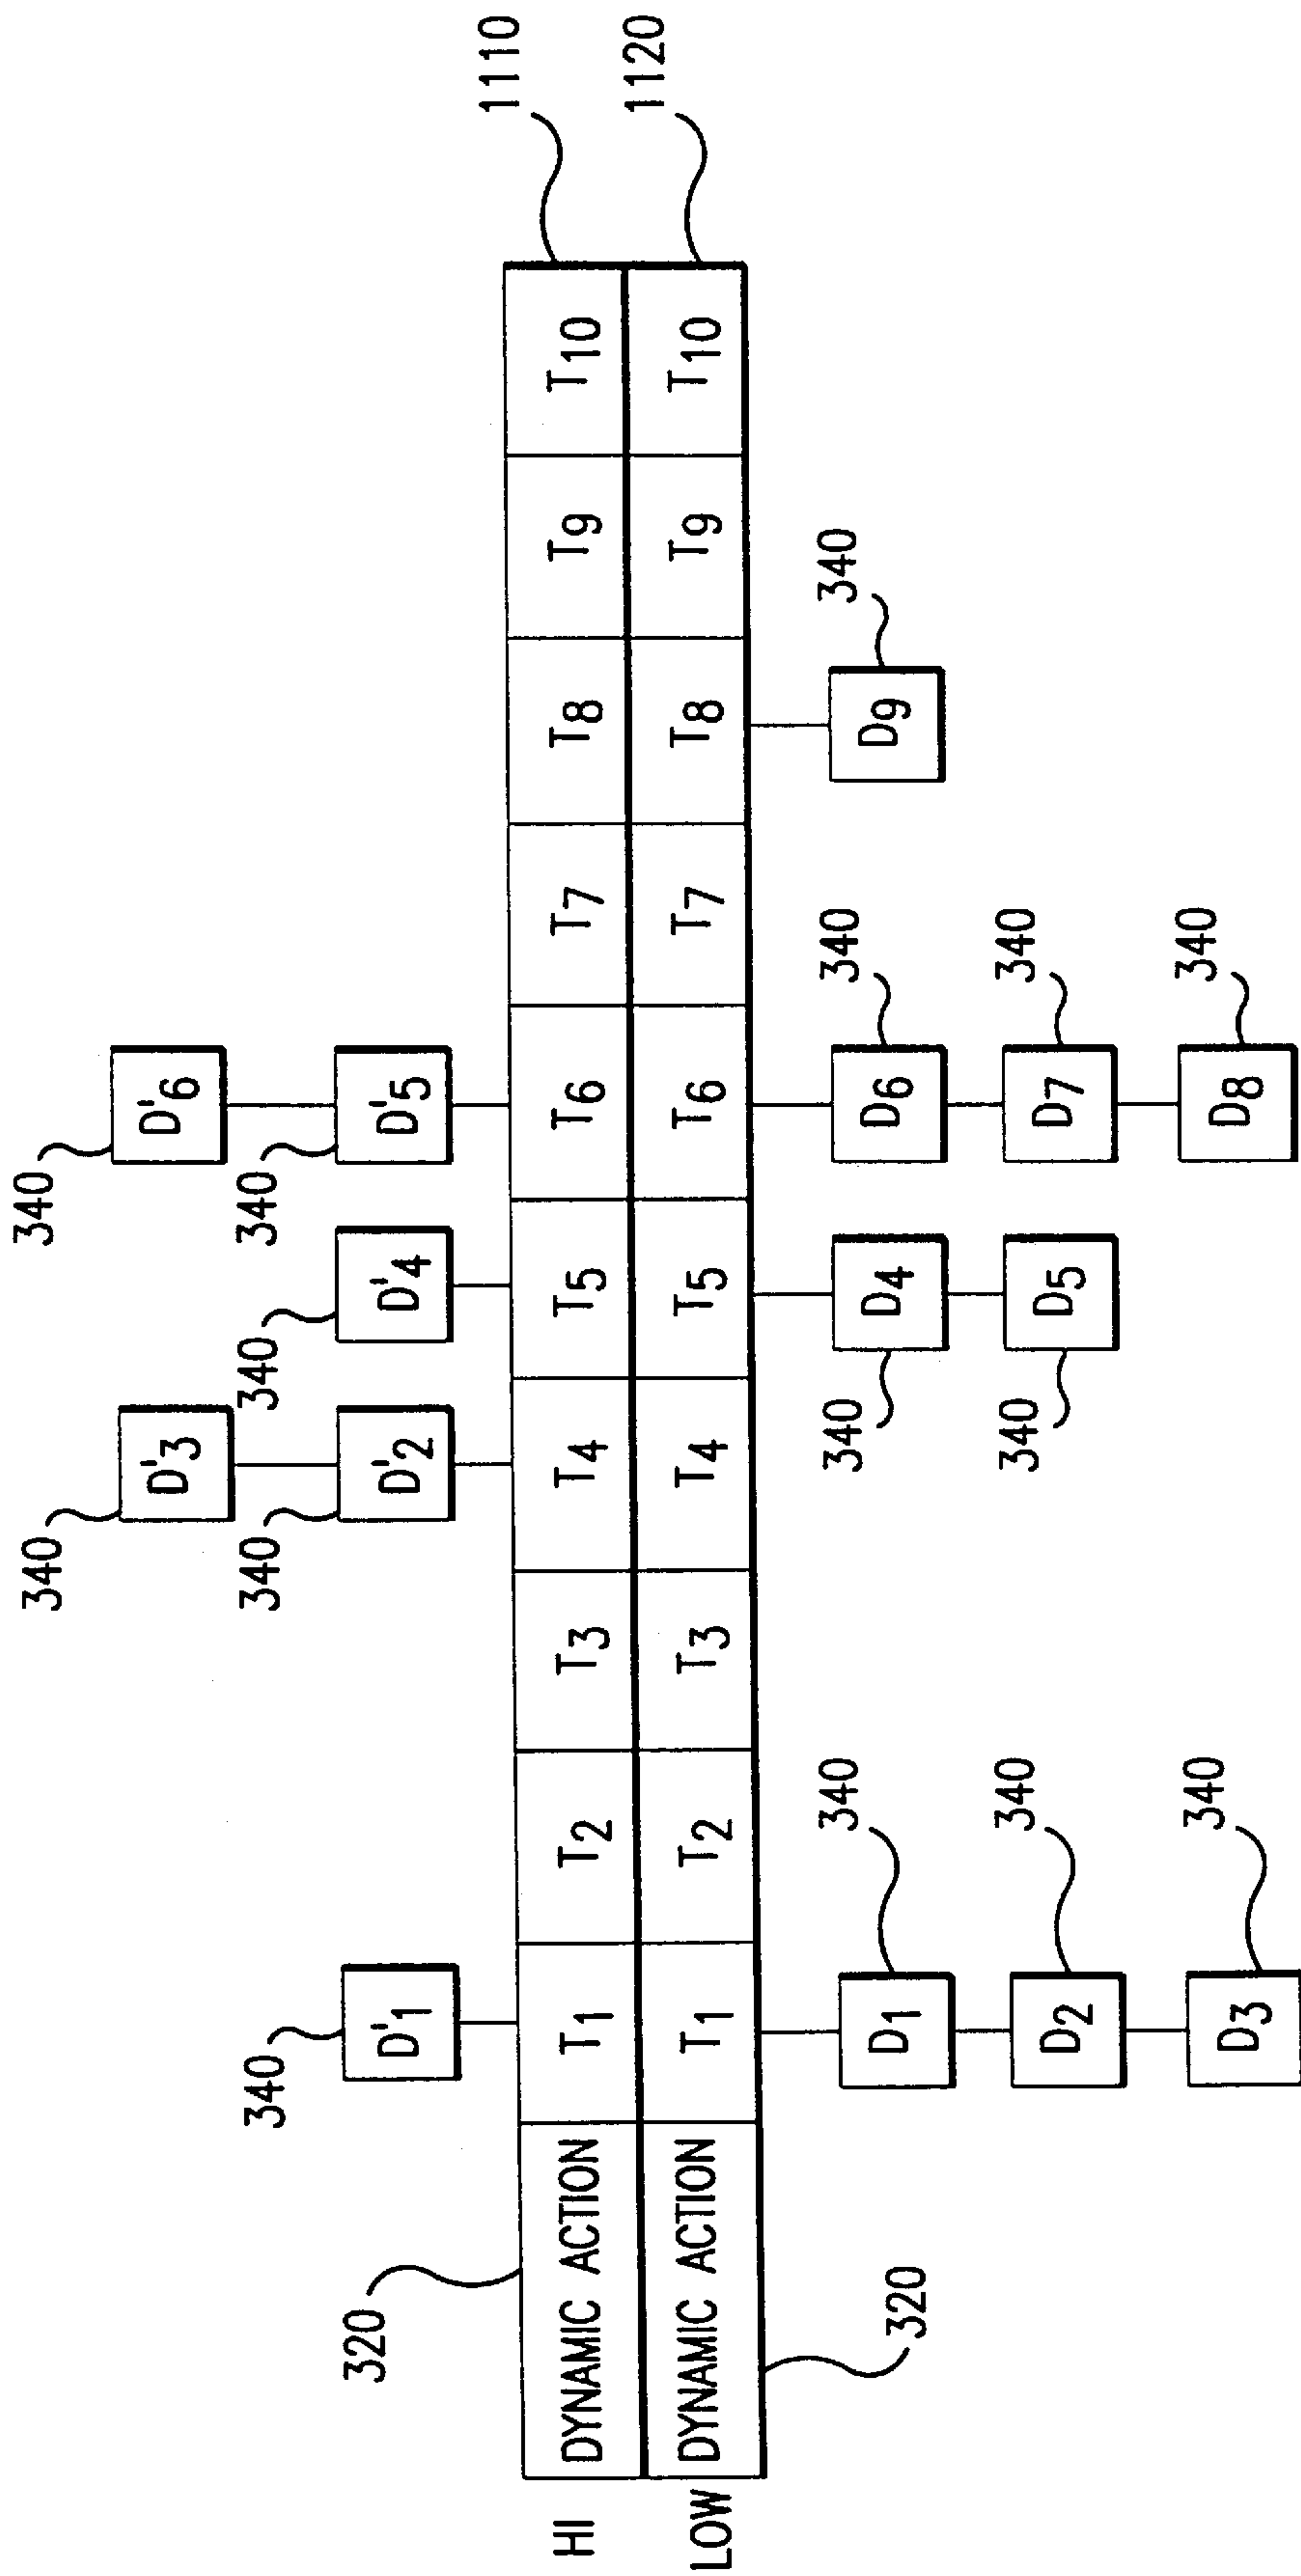 340 340
D'3 D'6
340 340 340 340
320
D'1 D'2 D'4 D'5
1110
HI DYNAMIC ACTION T1 T2 T3 T4 T5 T6 T7 T8 T9 T10
1120
LOW DYNAMIC ACTION T1 T2 T3 T4 T5 T6 T7 T8 T9 T10
340 340 340 340
D1 D4 D6 D9
320
340 340 340
D2 D5 D7
340 340
D3 D8